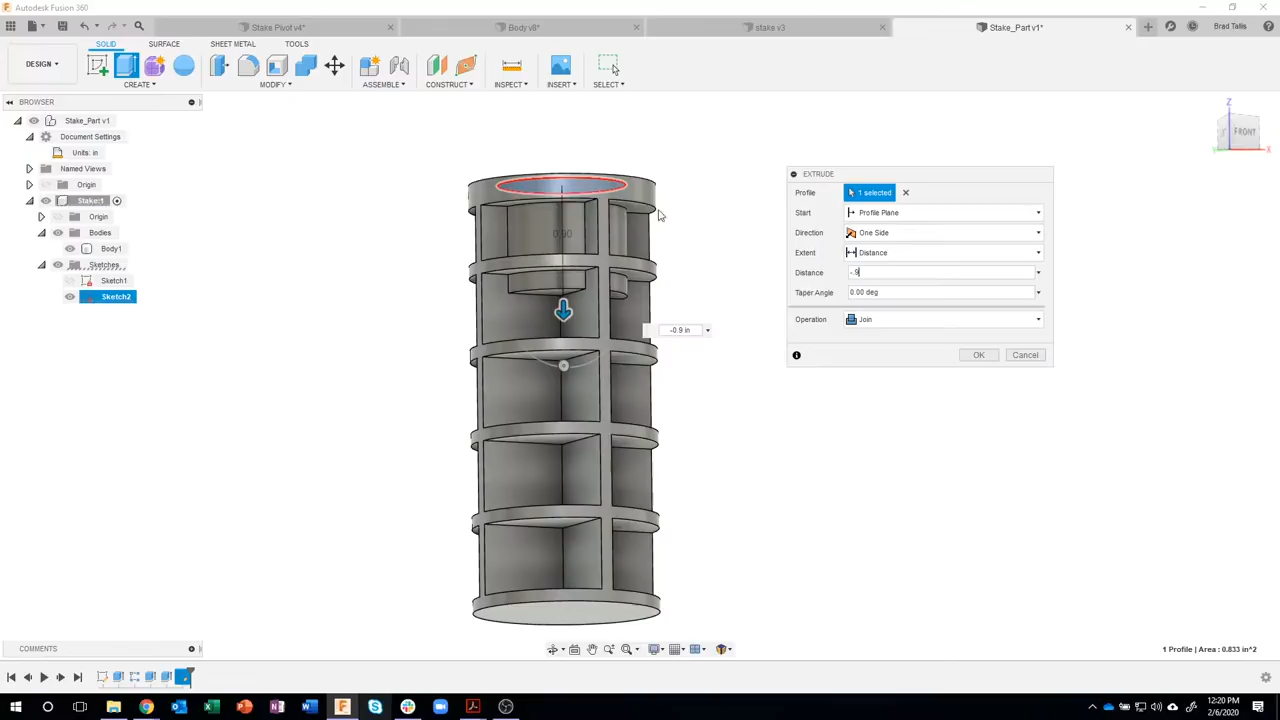 Autodesk Fusion 360
Stake Pivot v4*
Body v8*
stake v3
Stake_Part v1*
Brad Tallis
SOLID
SURFACE
SHEET METAL
TOOLS
DESIGN
CREATE
MODIFY
ASSEMBLE
CONSTRUCT
INSPECT
INSERT
SELECT
BROWSER
Stake_Part v1
Document Settings
Units: in
Named Views
Origin
Stake:1
Origin
Bodies
Body1
Sketches
Sketch1
Sketch2
0.90
-0.9 in
Z
FRONT
X
EXTRUDE
Profile
1 selected
Start
Profile Plane
Direction
One Side
Extent
Distance
Distance
-.9
Taper Angle
0.00 deg
Operation
Join
OK
Cancel
COMMENTS
1 Profile | Area : 0.833 in^2
12:20 PM
2/6/2020